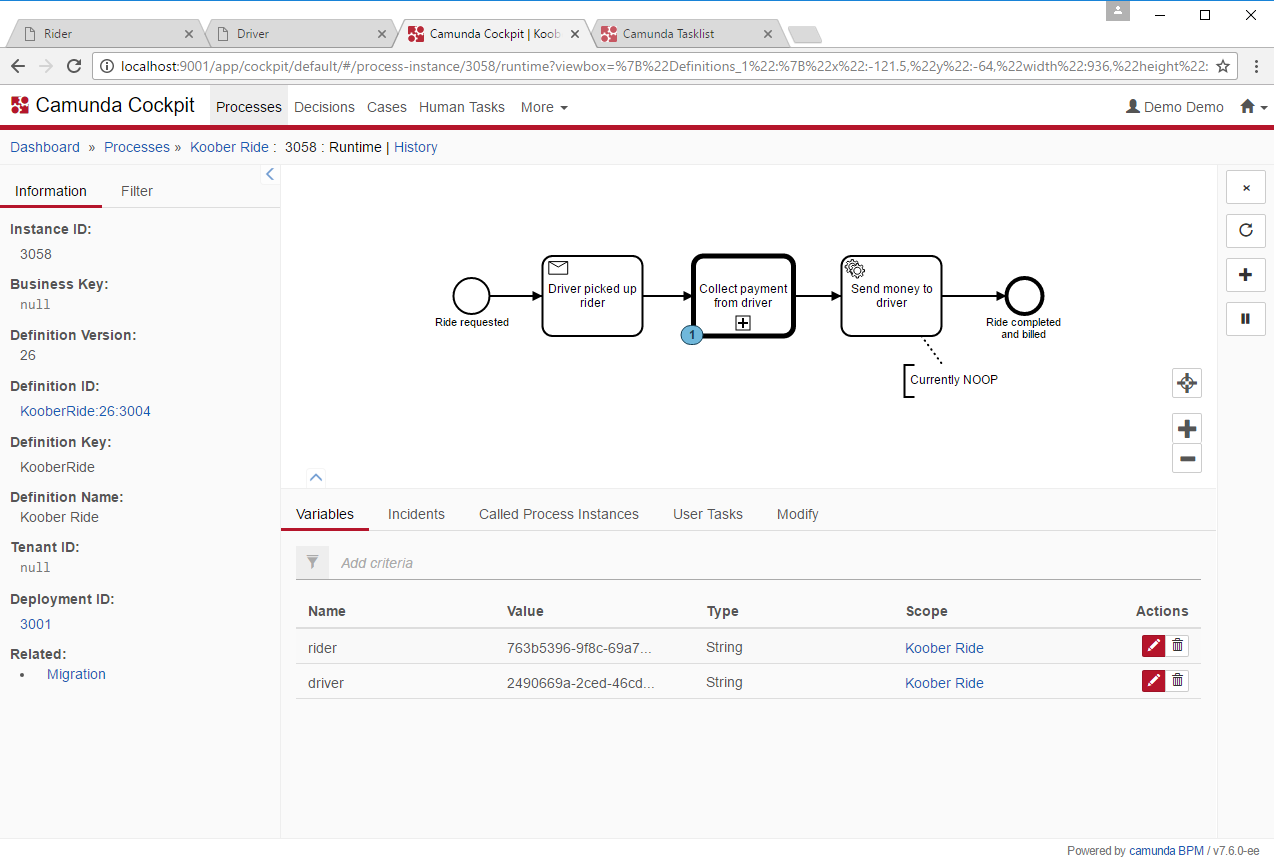 Rider
Driver
Camunda Cockpit | Koob
Camunda Tasklist
localhost:9001/app/cockpit/default/#/process-instance/3058/runtime?viewbox=%7B%22Definitions_1%22:%7B%22x%22:-121.5,%22y%22:-64,%22width%22:936,%22height%22:
Camunda Cockpit Processes Decisions Cases Human Tasks More Demo Demo
Dashboard » Processes » Koober Ride : 3058 : Runtime | History
Information Filter
Instance ID:
3058
Business Key:
null
Definition Version:
26
Definition ID:
KooberRide:26:3004
Definition Key:
KooberRide
Definition Name:
Koober Ride
Tenant ID:
null
Deployment ID:
3001
Related:
• Migration
Ride requested
Driver picked up
rider
Collect payment
from driver
1
Send money to
driver
Ride completed
and billed
Currently NOOP
Variables Incidents Called Process Instances User Tasks Modify
Add criteria
Name Value Type Scope Actions
rider 763b5396-9f8c-69a7... String Koober Ride
driver 2490669a-2ced-46cd... String Koober Ride
Powered by camunda BPM / v7.6.0-ee